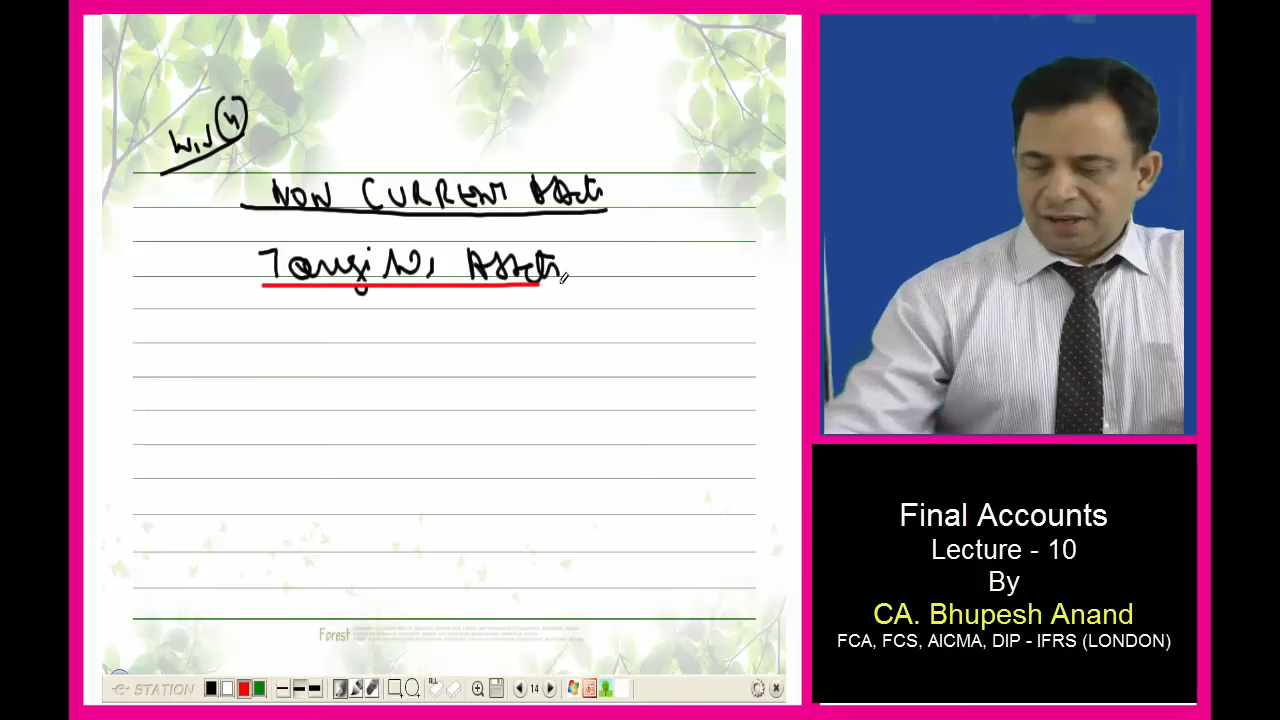 NON CURRENT Assets
Tangible Assets
Forest
STATION
14
Final Accounts
Lecture - 10
By
CA. Bhupesh Anand
FCA, FCS, AICMA, DIP - IFRS (LONDON)